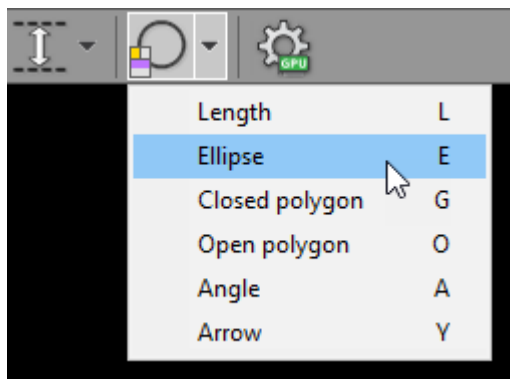 GPU
Length L
Ellipse E
Closed polygon G
Open polygon O
Angle A
Arrow Y